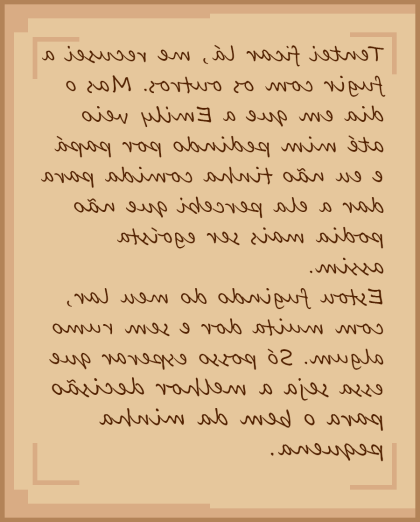 Tentei ficar lá, me recusei a
fugir com os outros. Mas o
dia em que a Emily veio
até mim pedindo por papá
e eu não tinha comida para
dar a ela percebi que não
podia mais ser egoísta
assim.
Estou fugindo do meu lar,
com muita dor e sem rumo
algum. Só posso esperar que
essa seja a melhor decisão
para o bem da minha
pequena.